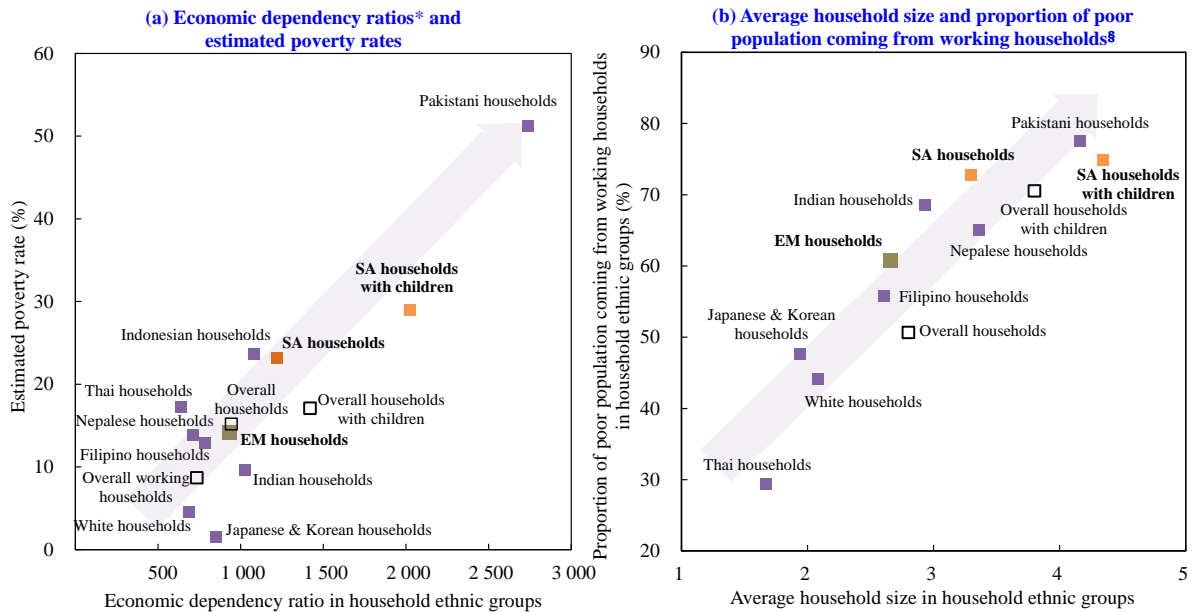 (a) Economic dependency ratios* and
estimated poverty rates
60
50
40
30
20
10
0
500
1 000
1 500
2 000
2 500
3 000
Estimated poverty rate (%)
Economic dependency ratio in household ethnic groups
Pakistani households
SA households
with children
Indonesian households
SA households
Thai households
Overall
households
Overall households
with children
Nepalese households
EM households
Filipino households
Overall working
households
Indian households
White households
Japanese & Korean households
(b) Average household size and proportion of poor
population coming from working households§
90
80
70
60
50
40
30
20
1
2
3
4
5
Proportion of poor population coming from working households
in household ethnic groups (%)
Average household size in household ethnic groups
Pakistani households
SA households
SA households
with children
Indian households
Overall households
with children
EM households
Nepalese households
Filipino households
Japanese & Korean
households
Overall households
White households
Thai households